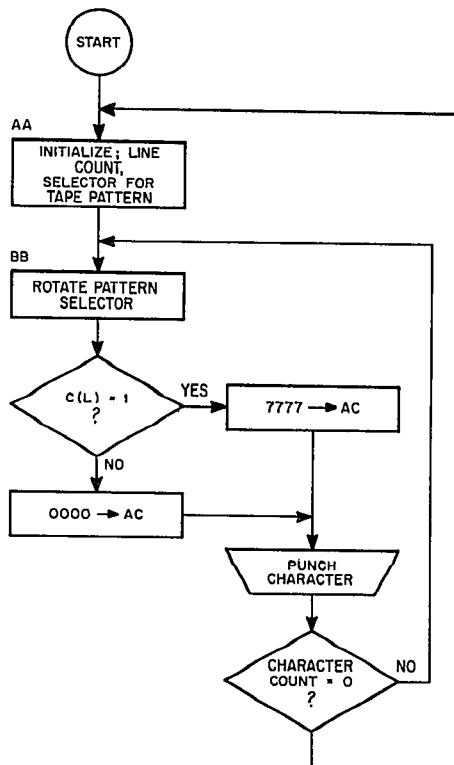 START
AA
INITIALIZE; LINE
COUNT,
SELECTOR FOR
TAPE PATTERN
BB
ROTATE PATTERN
SELECTOR
C(L) = 1
?
YES
7777 → AC
NO
0000 → AC
PUNCH
CHARACTER
CHARACTER
COUNT = 0
?
NO